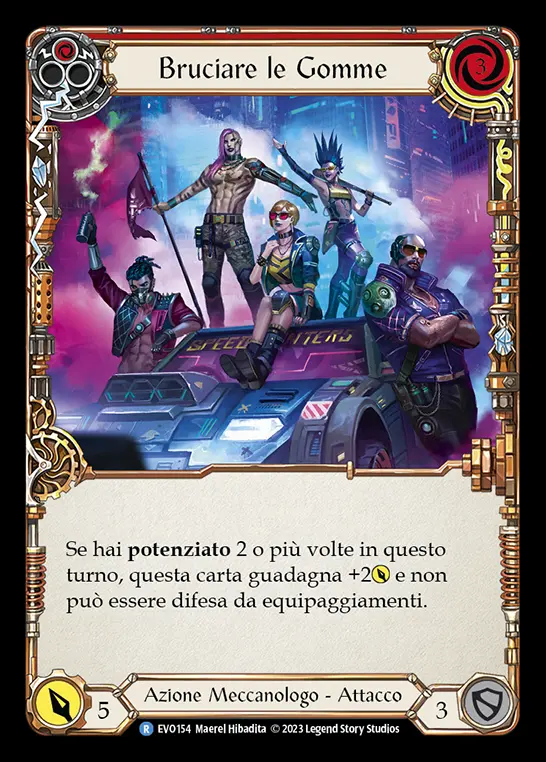 Bruciare le Gomme
3
Se hai potenziato 2 o più volte in questo
turno, questa carta guadagna +2 e non
può essere difesa da equipaggiamenti.
5
Azione Meccanologo - Attacco
3
R EVO154 Maerel Hibadita © 2023 Legend Story Studios